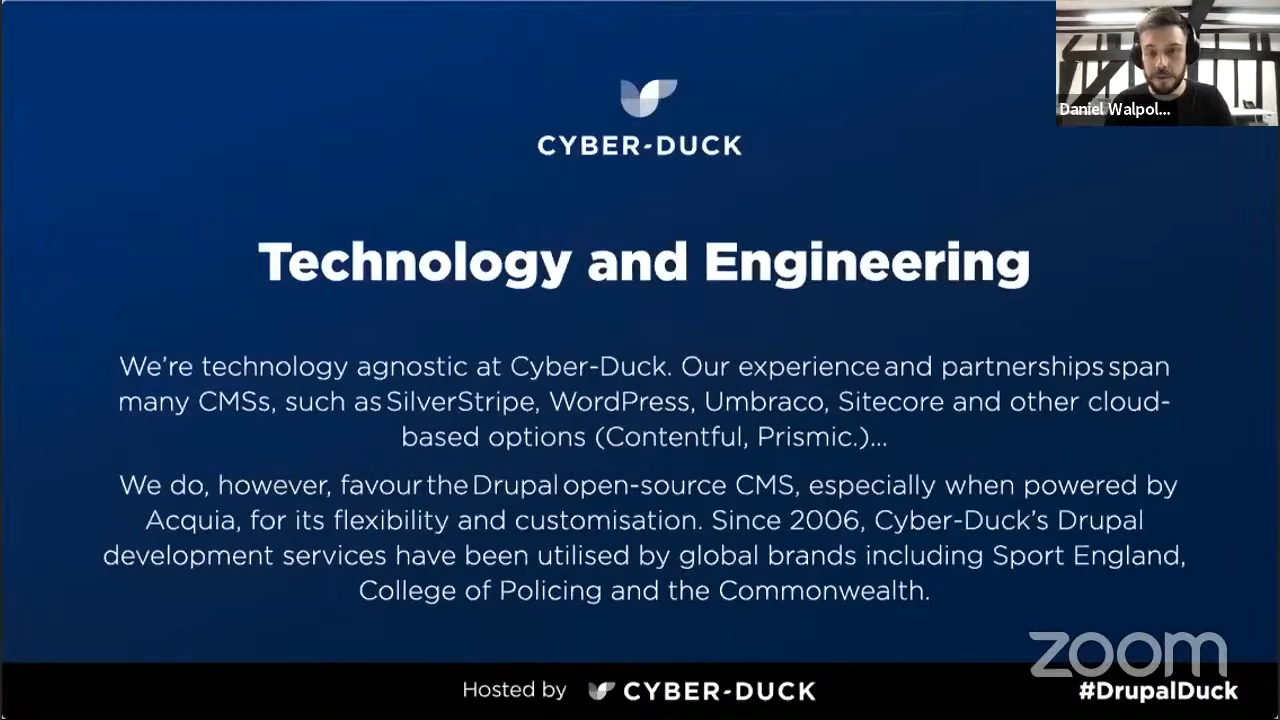 CYBER-DUCK
Daniel Walpol...
Technology and Engineering
We're technology agnostic at Cyber-Duck. Our experience and partnerships span
many CMSs, such as SilverStripe, WordPress, Umbraco, Sitecore and other cloud-
based options (Contentful, Prismic.)...
We do, however, favour the Drupal open-source CMS, especially when powered by
Acquia, for its flexibility and customisation. Since 2006, Cyber-Duck's Drupal
development services have been utilised by global brands including Sport England,
College of Policing and the Commonwealth.
zoom
Hosted by CYBER-DUCK
#DrupalDuck